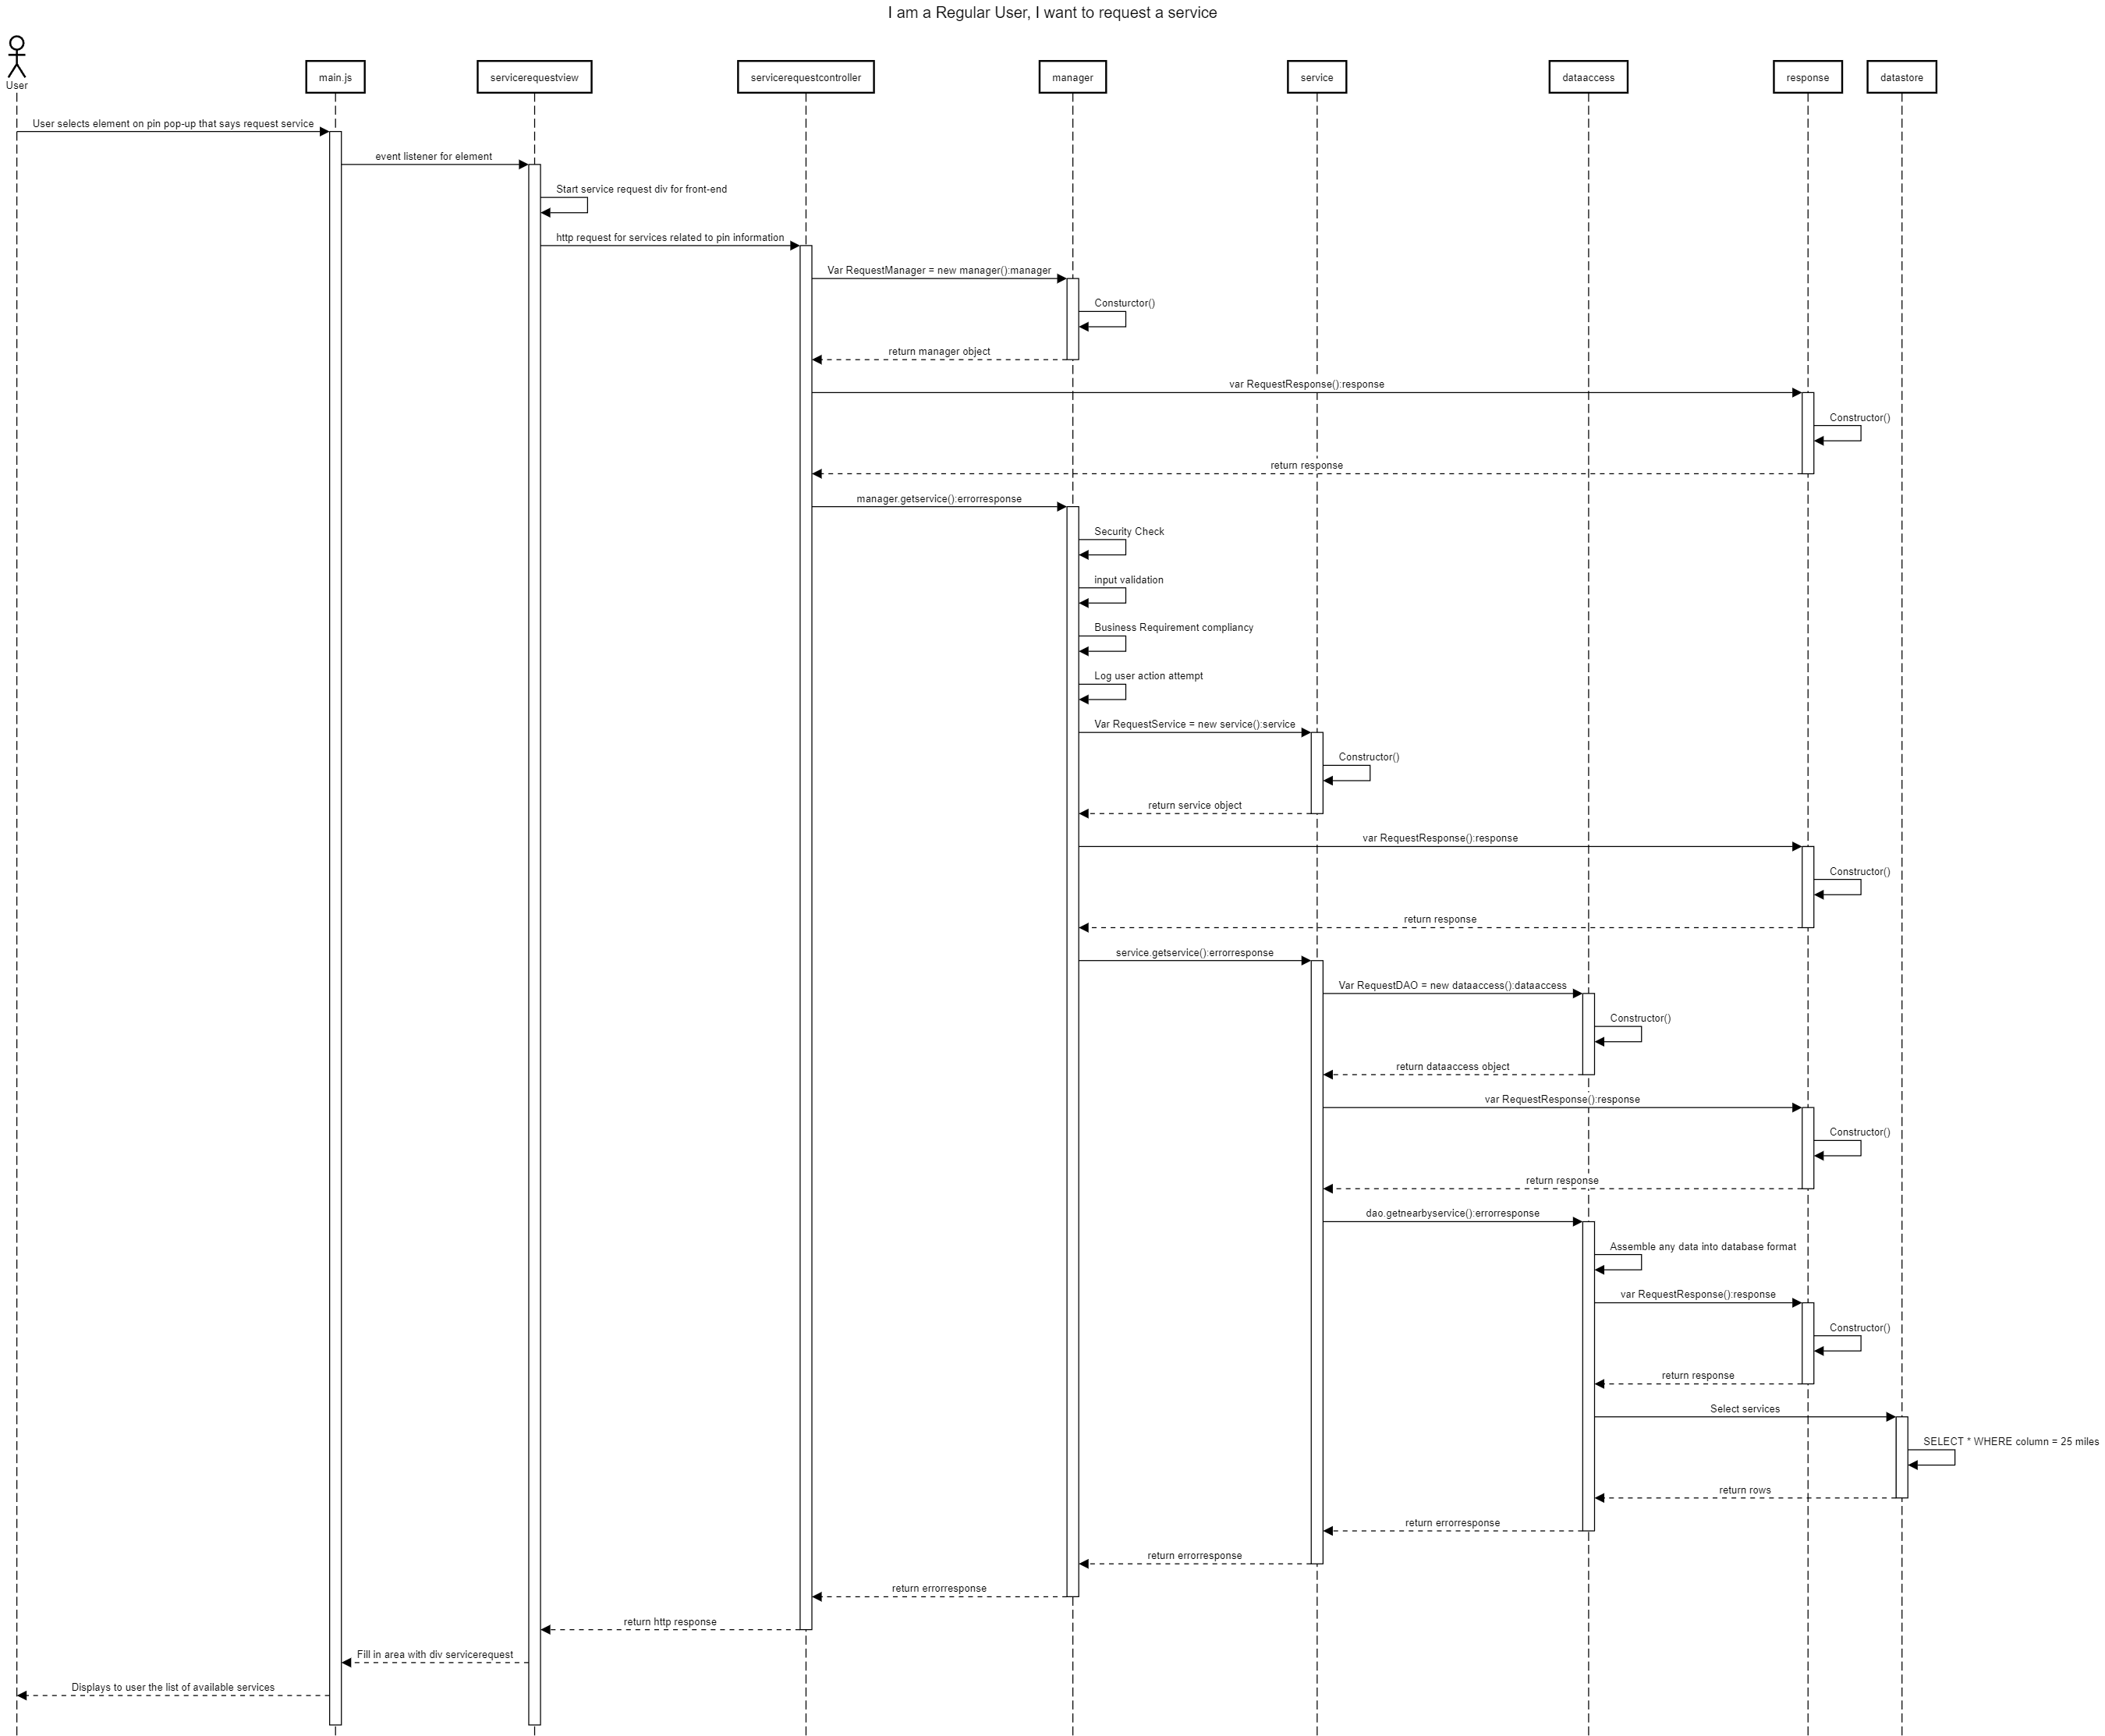 I am a Regular User, I want to request a service
User
main.js
servicerequestview
servicerequestcontroller
manager
service
dataaccess
response
datastore
User selects element on pin pop-up that says request service
event listener for element
Start service request div for front-end
http request for services related to pin information
Var RequestManager = new manager():manager
Consturctor()
return manager object
var RequestResponse():response
Constructor()
return response
manager.getservice():errorresponse
Security Check
input validation
Business Requirement compliancy
Log user action attempt
Var RequestService = new service():service
Constructor()
return service object
var RequestResponse():response
Constructor()
return response
service.getservice():errorresponse
Var RequestDAO = new dataaccess():dataaccess
Constructor()
return dataaccess object
var RequestResponse():response
Constructor()
return response
dao.getnearbyservice():errorresponse
Assemble any data into database format
var RequestResponse():response
Constructor()
return response
Select services
SELECT * WHERE column = 25 miles
return rows
return errorresponse
return errorresponse
return errorresponse
return http response
Fill in area with div servicerequest
Displays to user the list of available services